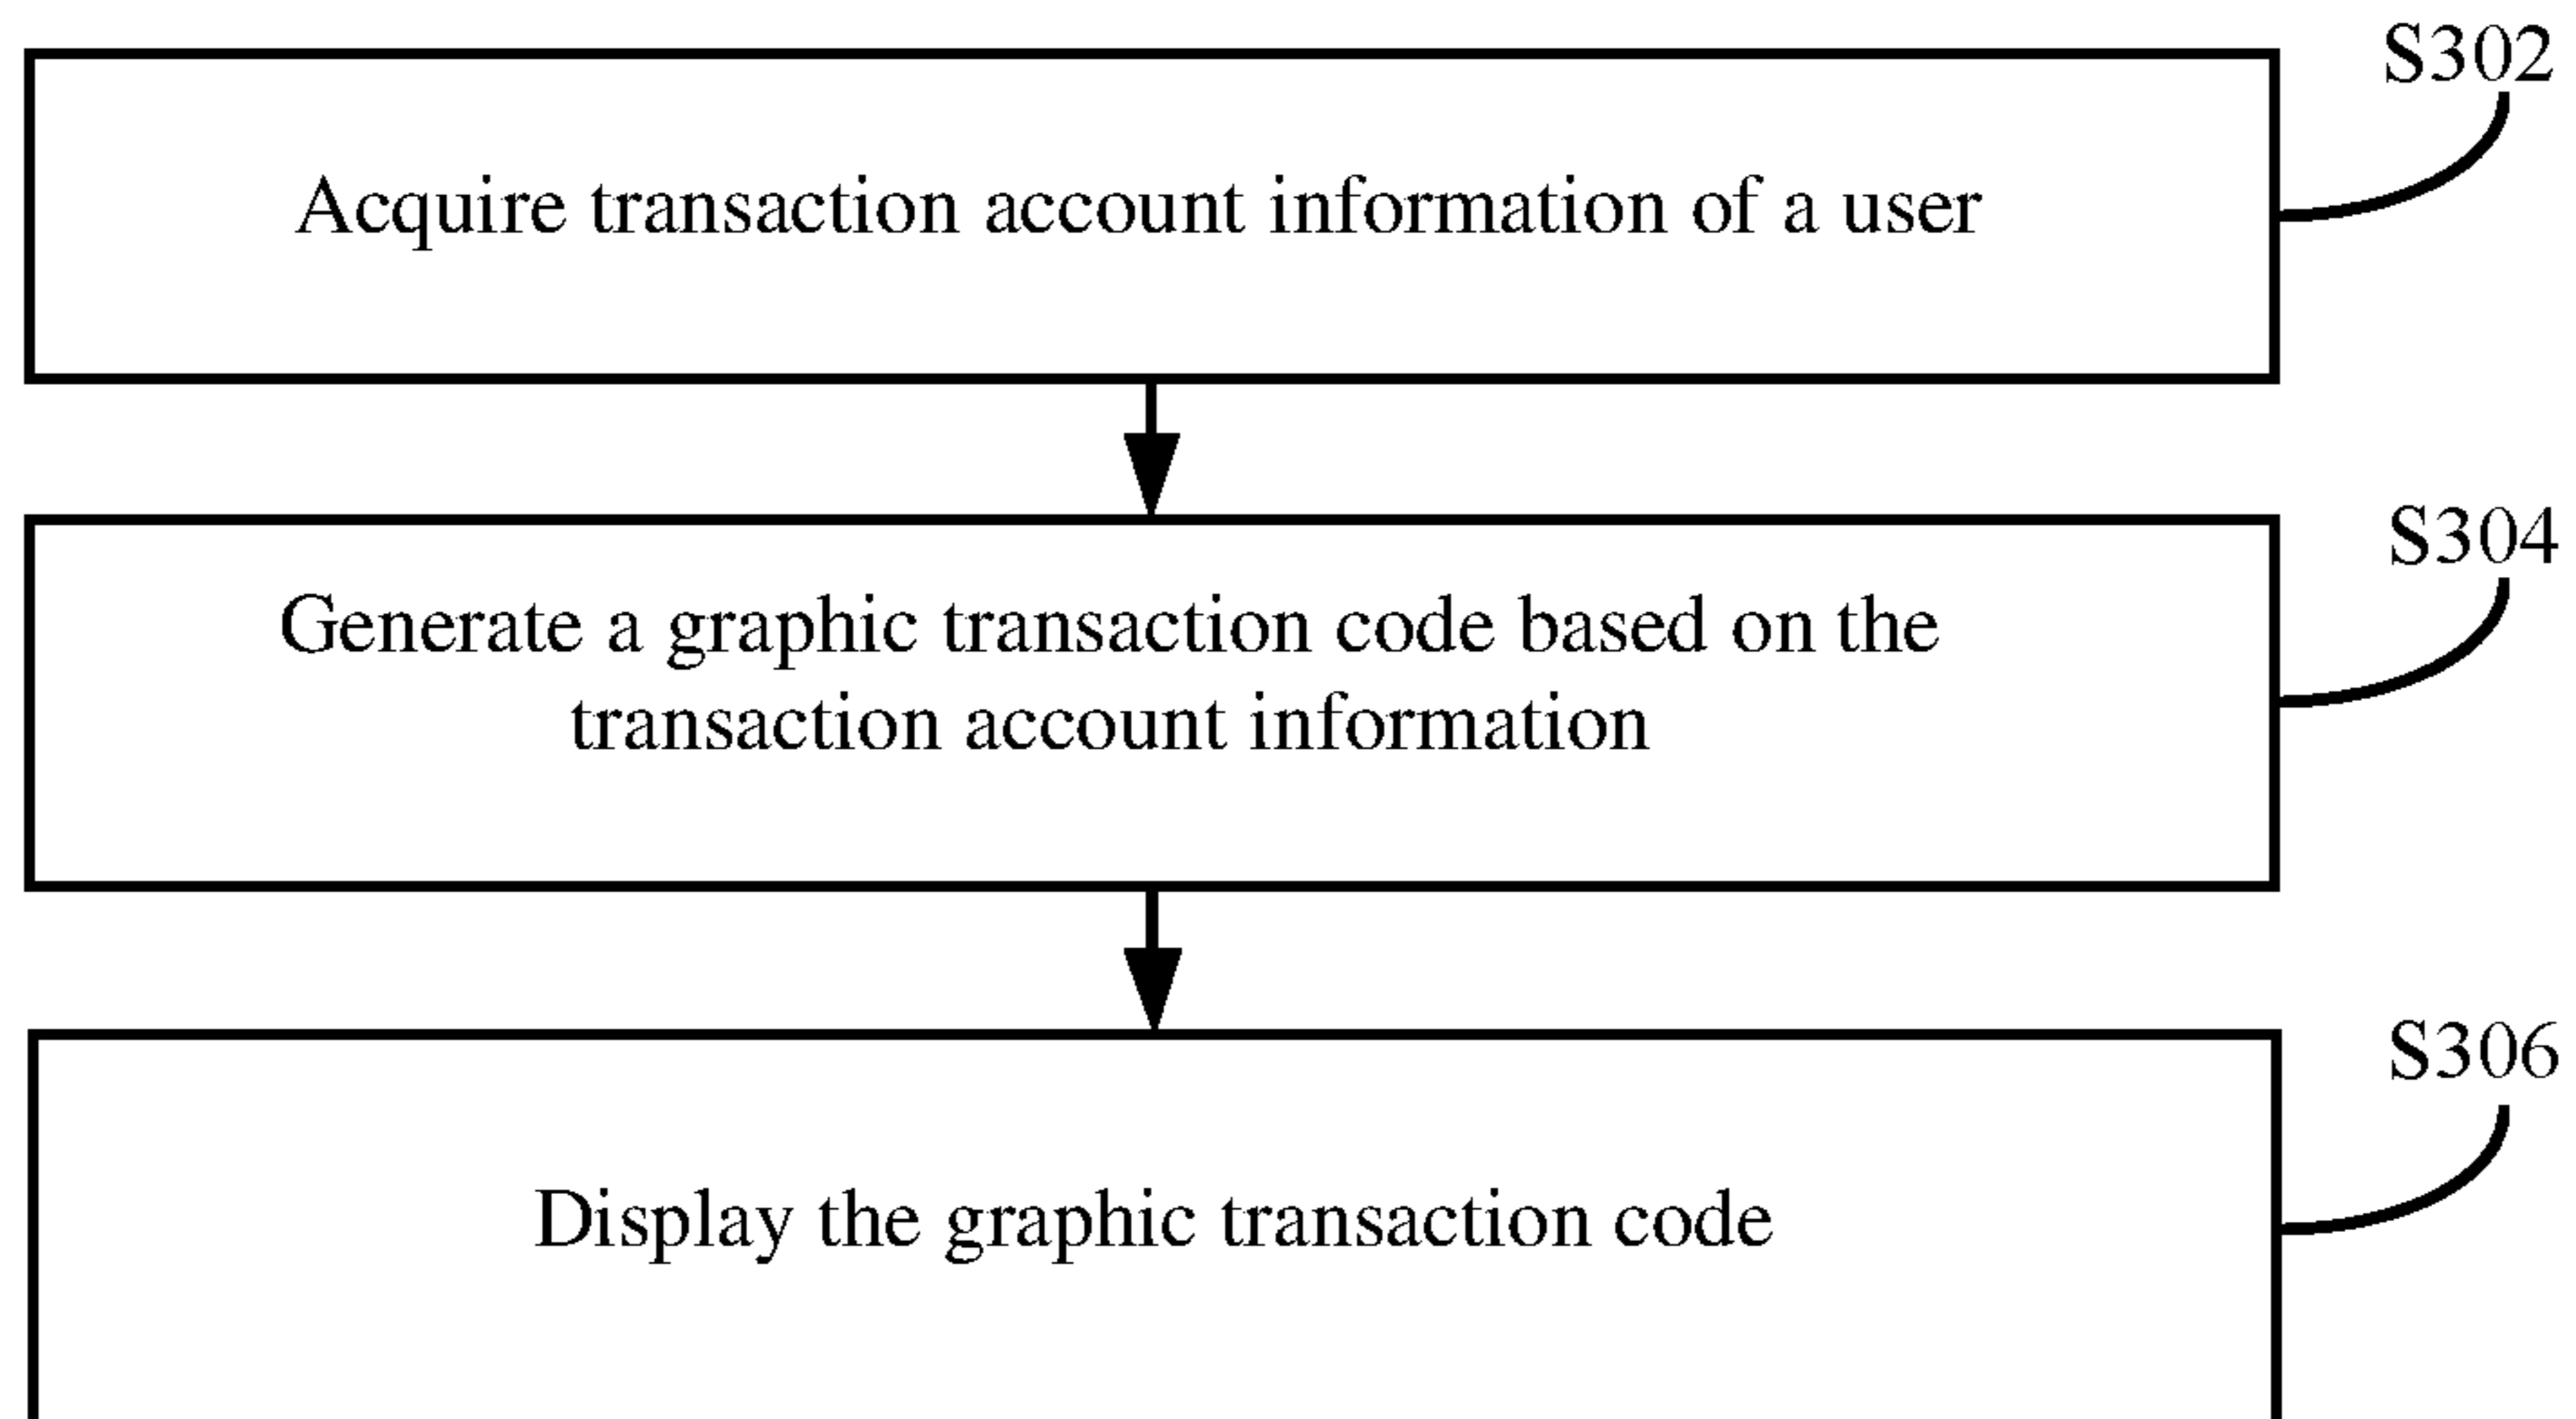 S302
Acquire transaction account information of a user
S304
Generate a graphic transaction code based on the
transaction account information
S306
Display the graphic transaction code